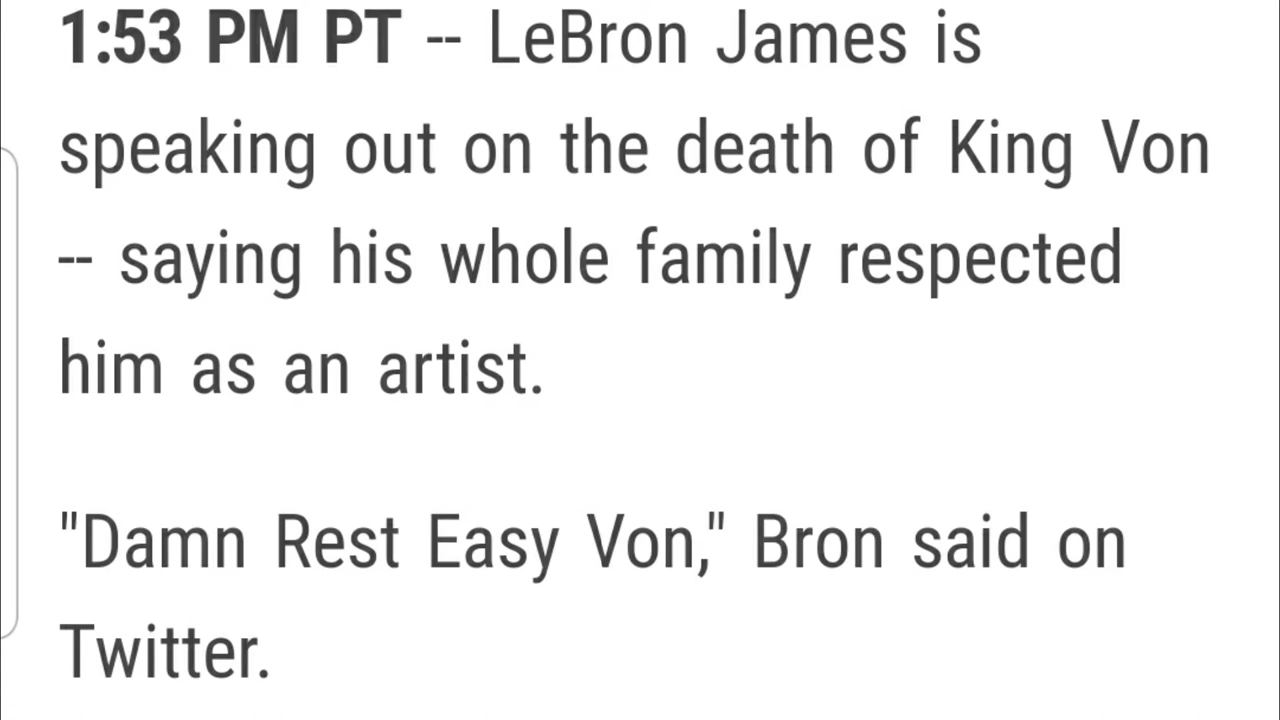 1:53 PM PT -- LeBron James is
speaking out on the death of King Von
-- saying his whole family respected
him as an artist.
"Damn Rest Easy Von," Bron said on
Twitter.